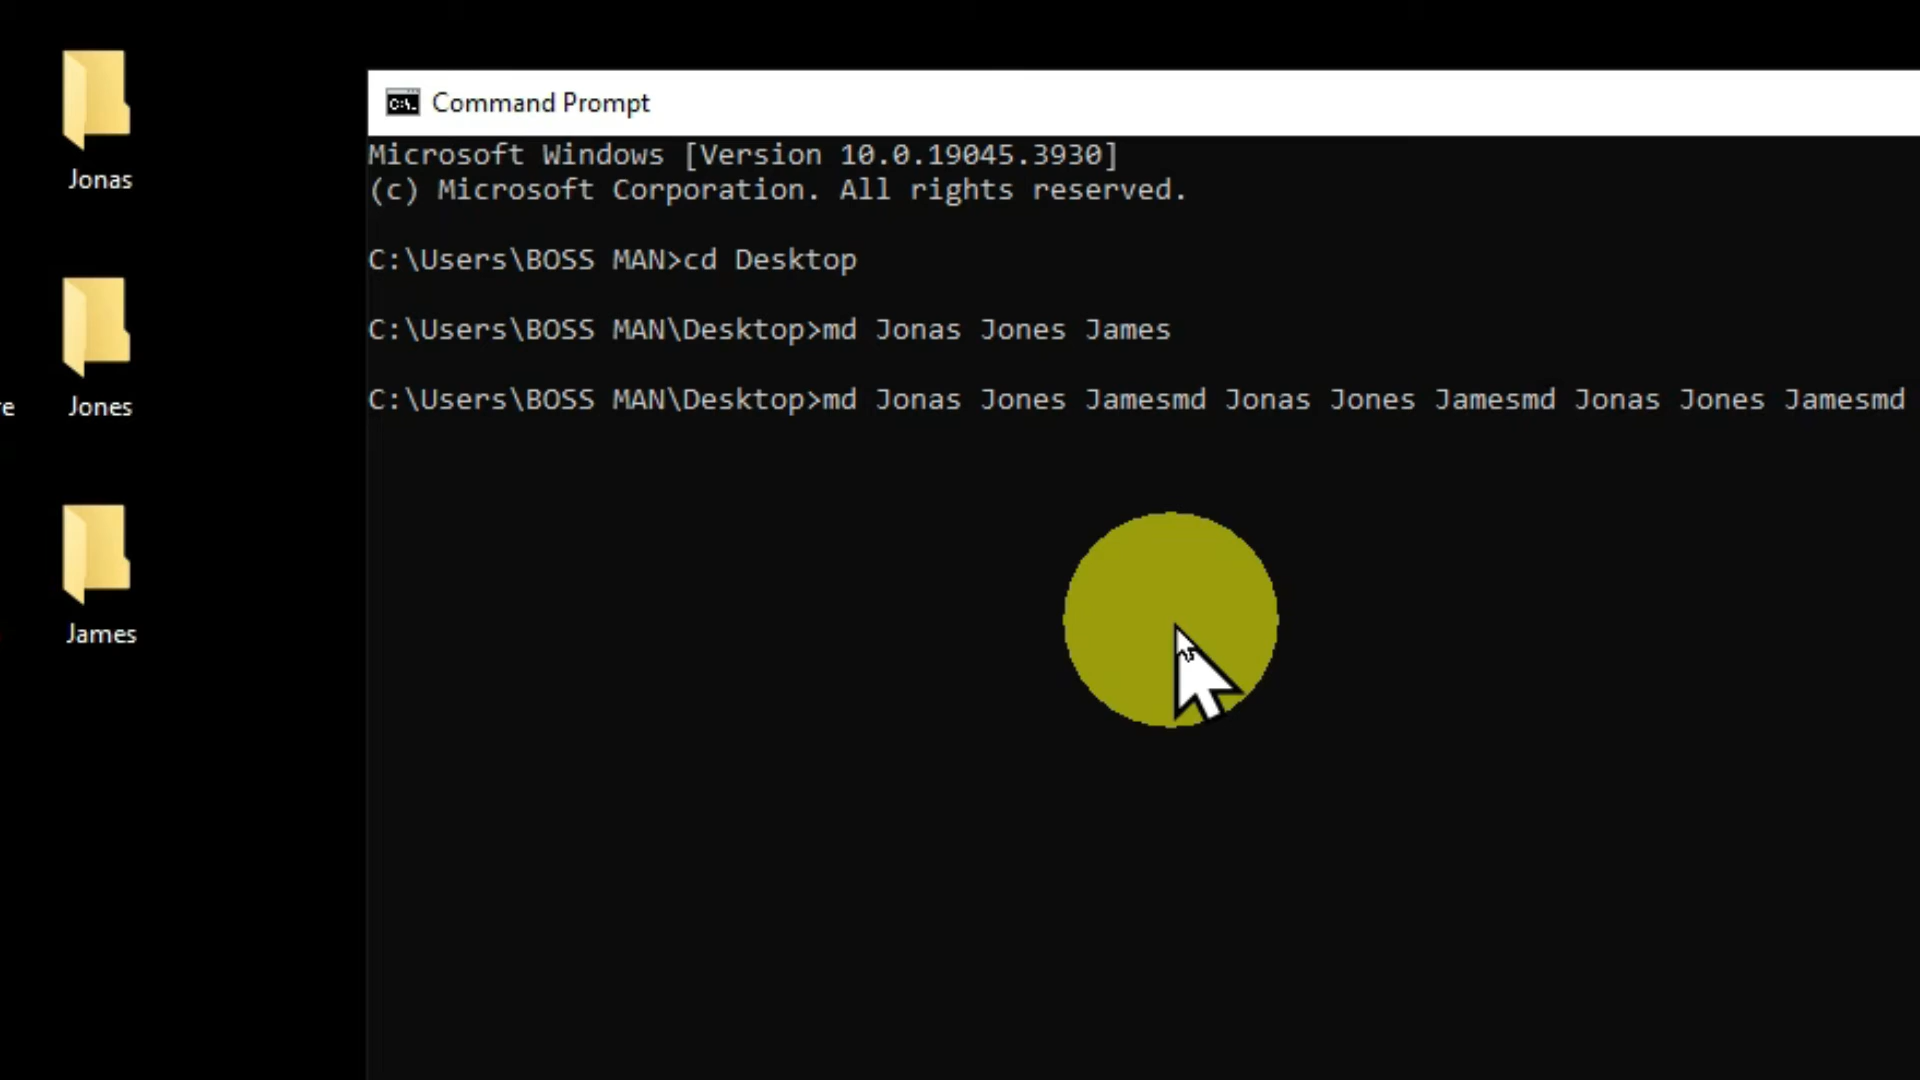 Jonas
Jones
re
James
Command Prompt
Microsoft Windows [Version 10.0.19045.3930]
(c) Microsoft Corporation. All rights reserved.
C:\Users\BOSS MAN>cd Desktop
C:\Users\BOSS MAN\Desktop>md Jonas Jones James
C:\Users\BOSS MAN\Desktop>md Jonas Jones Jamesmd Jonas Jones Jamesmd Jonas Jones Jamesmd